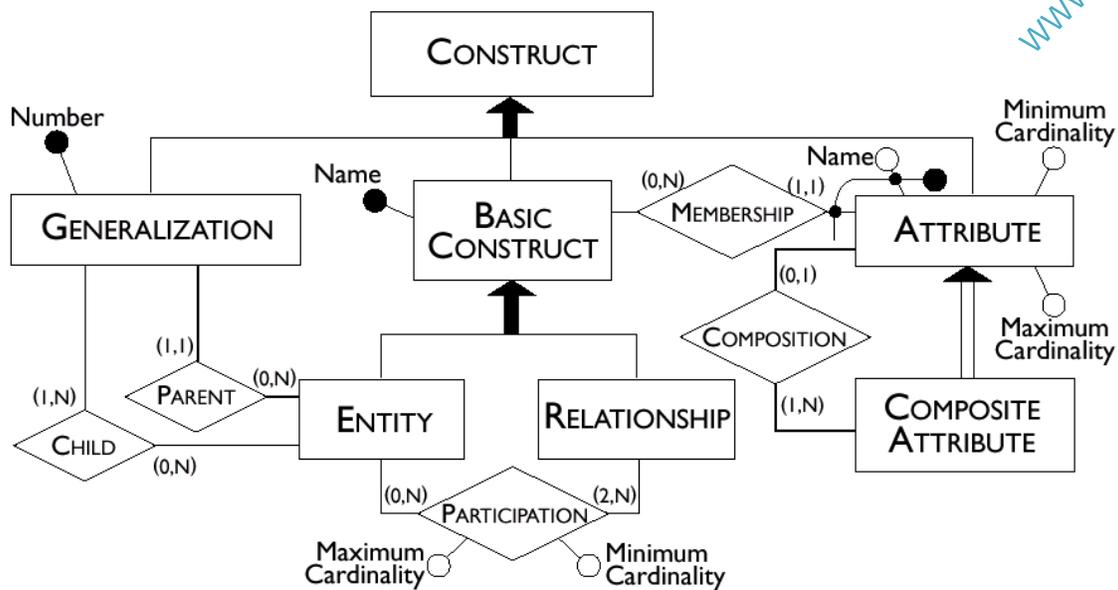 WWW
CONSTRUCT
Number
Minimum
Cardinality
Name
Name
(0,N)
(1,1)
GENERALIZATION
BASIC
CONSTRUCT
MEMBERSHIP
ATTRIBUTE
(0,1)
COMPOSITION
Maximum
Cardinality
(1,1)
PARENT
(0,N)
(1,N)
CHILD
(0,N)
ENTITY
RELATIONSHIP
(1,N)
COMPOSITE
ATTRIBUTE
(0,N)
PARTICIPATION
(2,N)
Maximum
Cardinality
Minimum
Cardinality